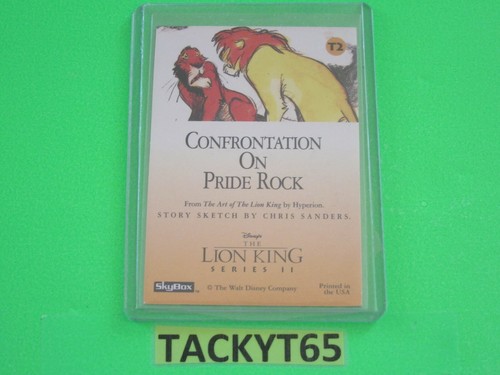 T2
CONFRONTATION
ON
PRIDE ROCK
From The Art of The Lion King by Hyperion.
STORY SKETCH BY CHRIS SANDERS.
Disney's
THE
LION KING
SERIES II
SKYBOX™
© The Walt Disney Company
Printed in
the USA
TACKYT65